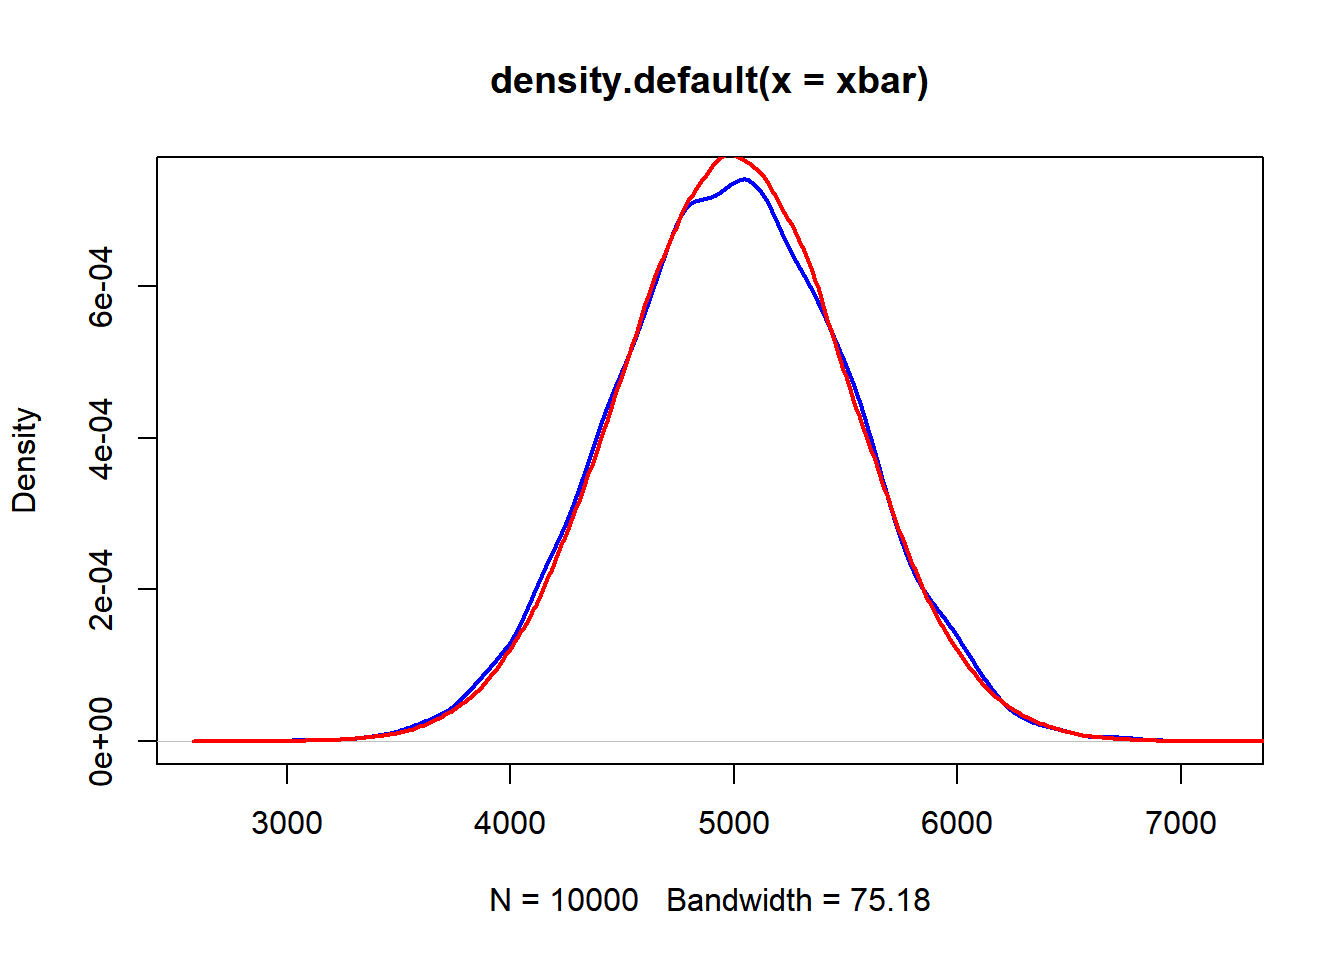 density.default(x = xbar)
Density
6e-04
4e-04
2e-04
0e+00
3000 4000 5000 6000 7000
N = 10000 Bandwidth = 75.18